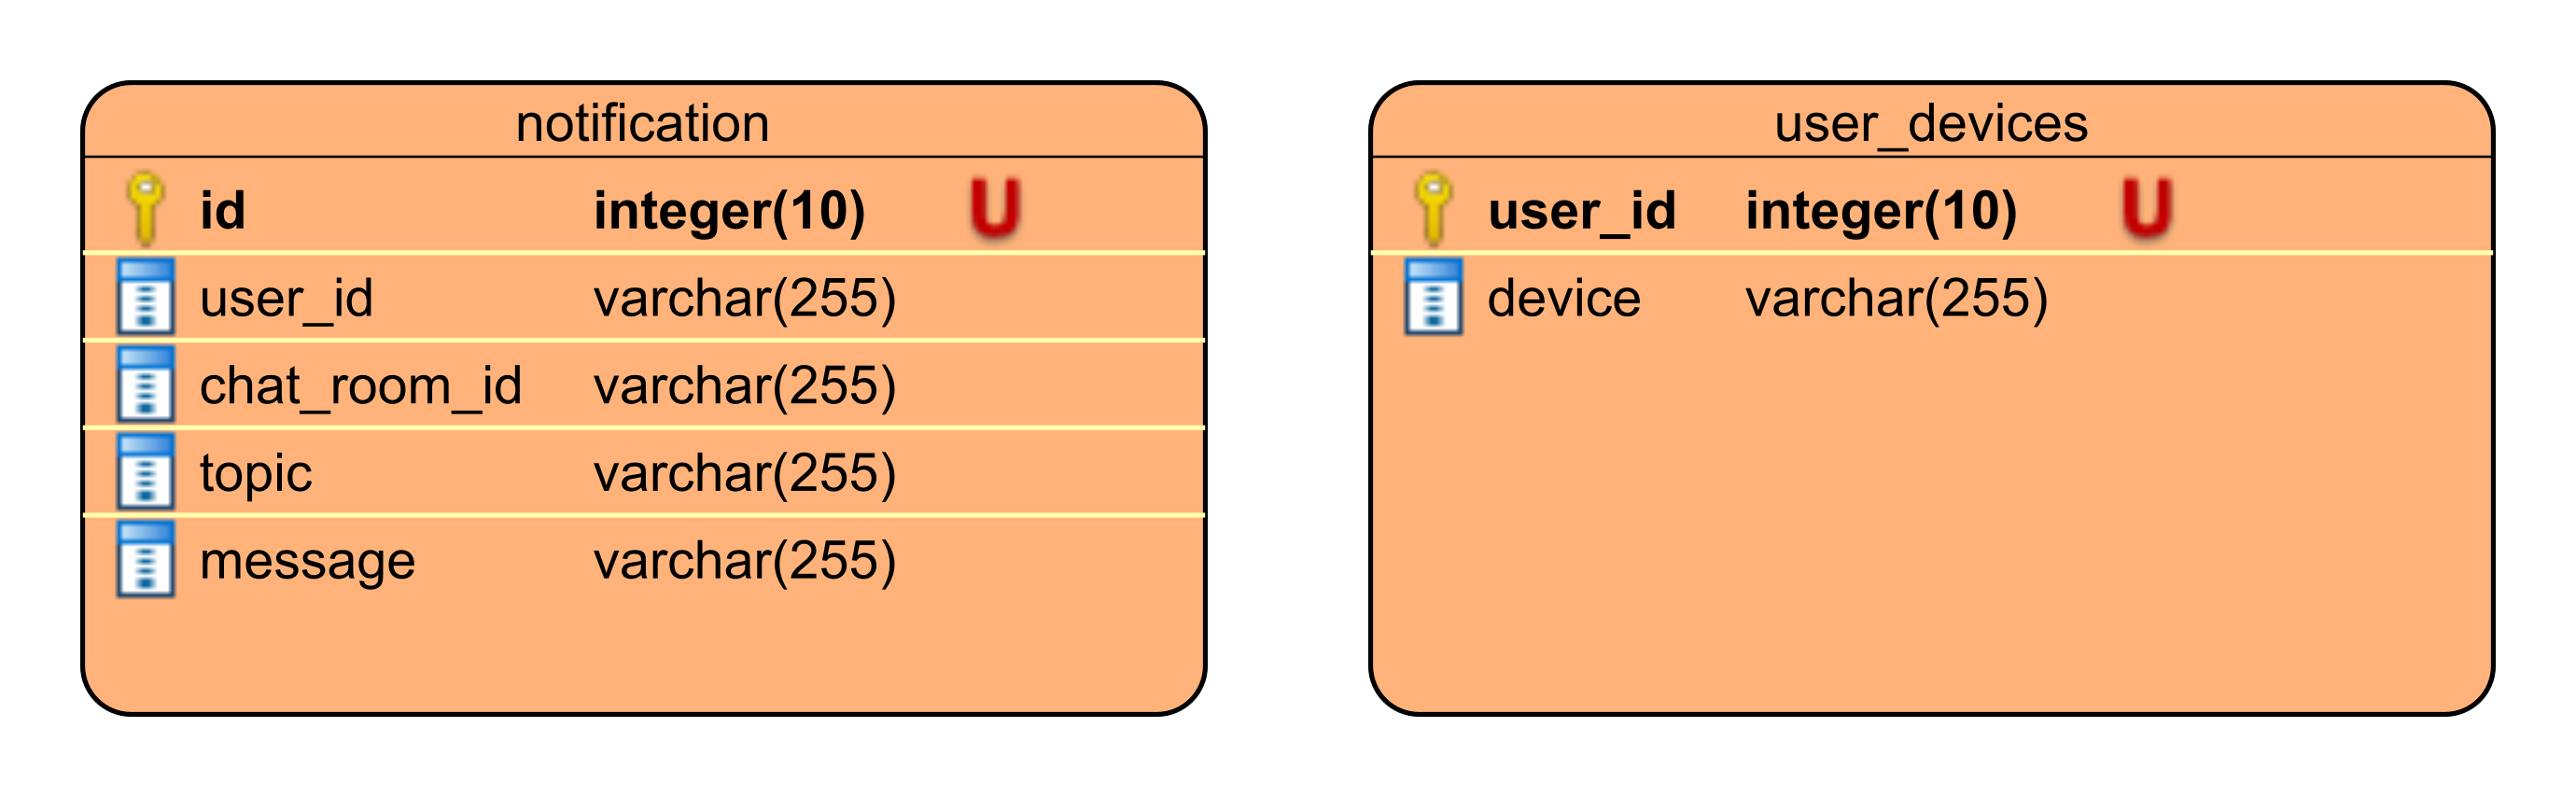 notification
id integer(10) U
user_id varchar(255)
chat_room_id varchar(255)
topic varchar(255)
message varchar(255)
user_devices
user_id integer(10) U
device varchar(255)